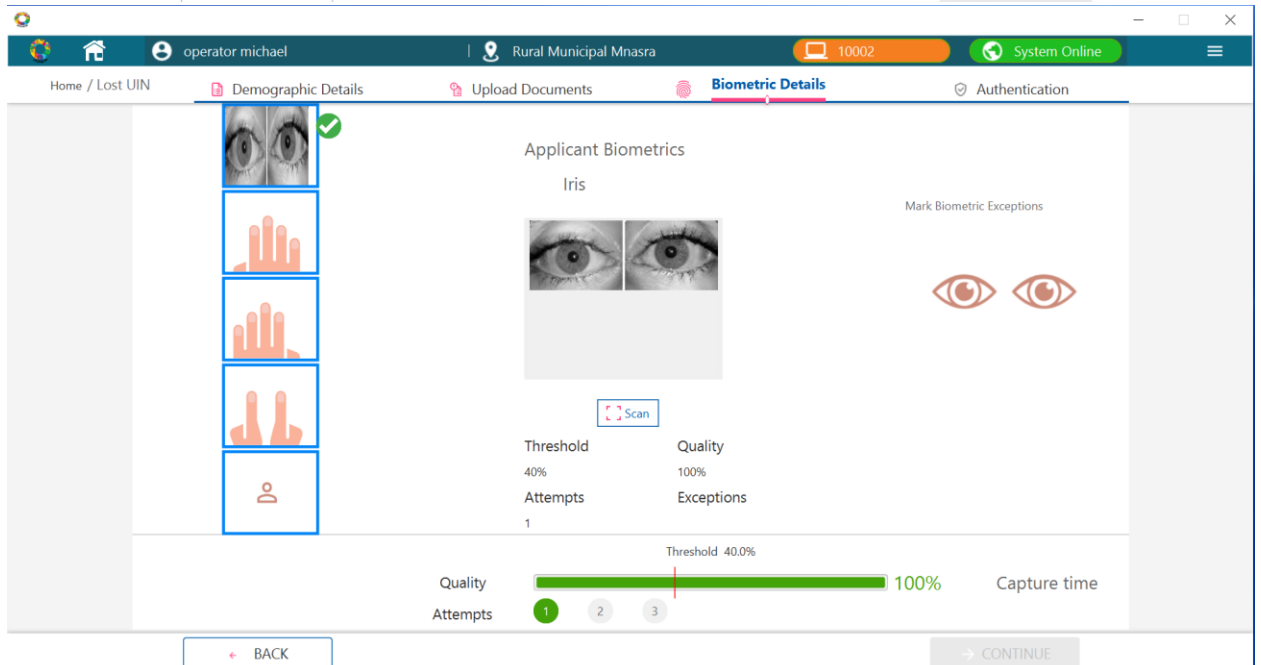 operator michael | Rural Municipal Mnasra 10002 System Online
Home / Lost UIN Demographic Details Upload Documents Biometric Details Authentication
Applicant Biometrics
Iris
Mark Biometric Exceptions
Scan
Threshold Quality
40% 100%
Attempts Exceptions
1
Threshold 40.0%
Quality 100% Capture time
Attempts 1 2 3
BACK CONTINUE